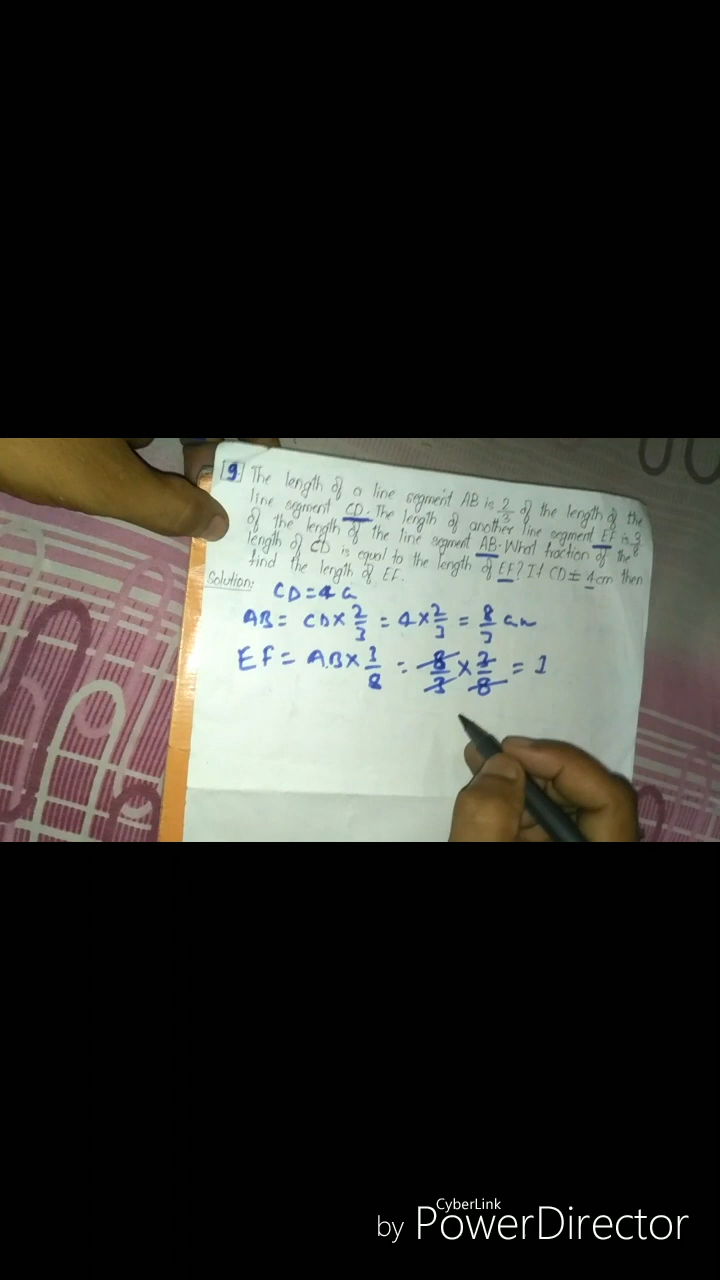 9. The length of a line segment AB is 2/3 of the length of the
line segment CD. The length of another line segment EF is 3/8
of the length of the line segment AB. What fraction of the
length of CD is equal to the length of EF? If CD = 4cm then
find the length of EF.
Solution:
CD = 4 c
AB = CD × 2/3 = 4 × 2/3 = 8/3 cm
EF = AB × 3/8 = 8/3 × 3/8 = 1
CyberLink
by PowerDirector